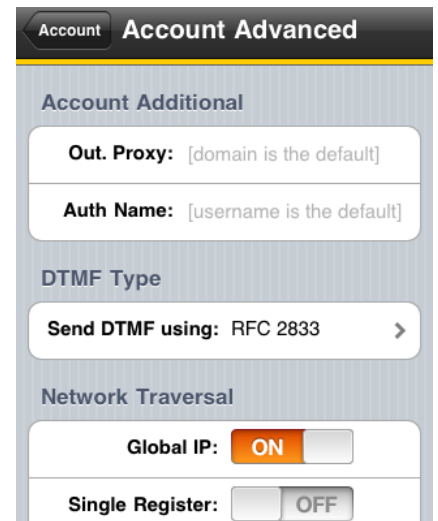 Account Account Advanced
Account Additional
Out. Proxy: [domain is the default]
Auth Name: [username is the default]
DTMF Type
Send DTMF using: RFC 2833 >
Network Traversal
Global IP: ON
Single Register: OFF